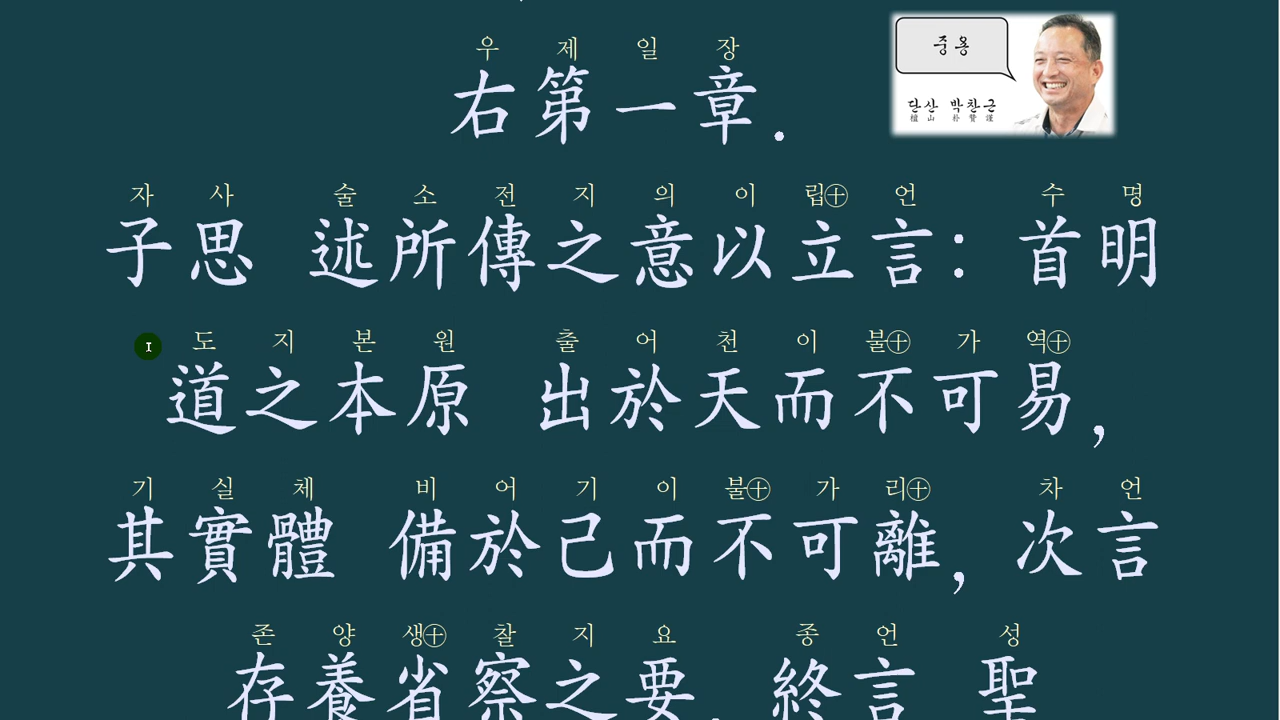 우 제 일 장
右第一章.
중용
단산 박찬근
檀山 朴贊謹
자 사 술 소 전 지 의 이 립㊉ 언 수 명
子思 述所傳之意以立言: 首明
도 지 본 원 출 어 천 이 불㊉ 가 역㊉
道之本原 出於天而不可易,
기 실 체 비 어 기 이 불㊉ 가 리㊉ 차 언
其實體 備於己而不可離, 次言
존 양 생㊉ 찰 지 요 종 언 성
存養省察之要, 終言 聖